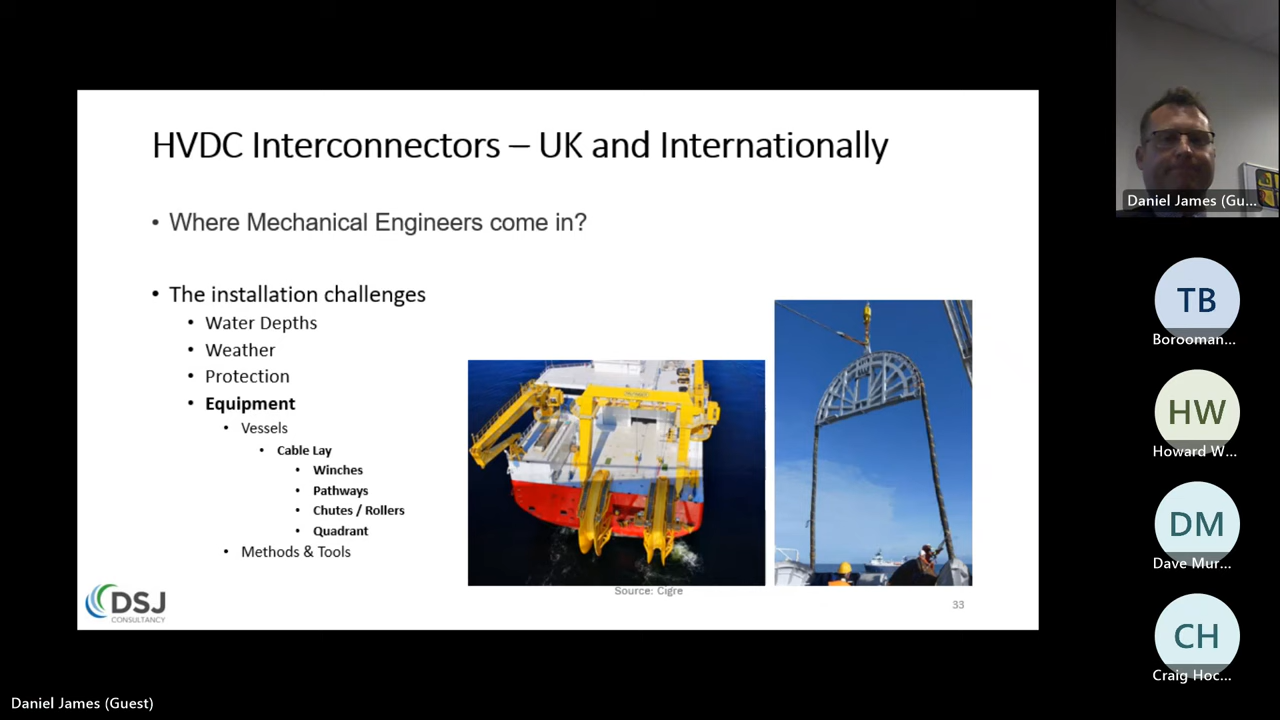 HVDC Interconnectors – UK and Internationally
• Where Mechanical Engineers come in?
• The installation challenges
• Water Depths
• Weather
• Protection
• Equipment
• Vessels
• Cable Lay
• Winches
• Pathways
• Chutes / Rollers
• Quadrant
• Methods & Tools
Source: Cigre
33
DSJ
CONSULTANCY
Daniel James (Gu...
TB
Borooman...
HW
Howard W...
DM
Dave Mur...
CH
Craig Hoc...
Daniel James (Guest)